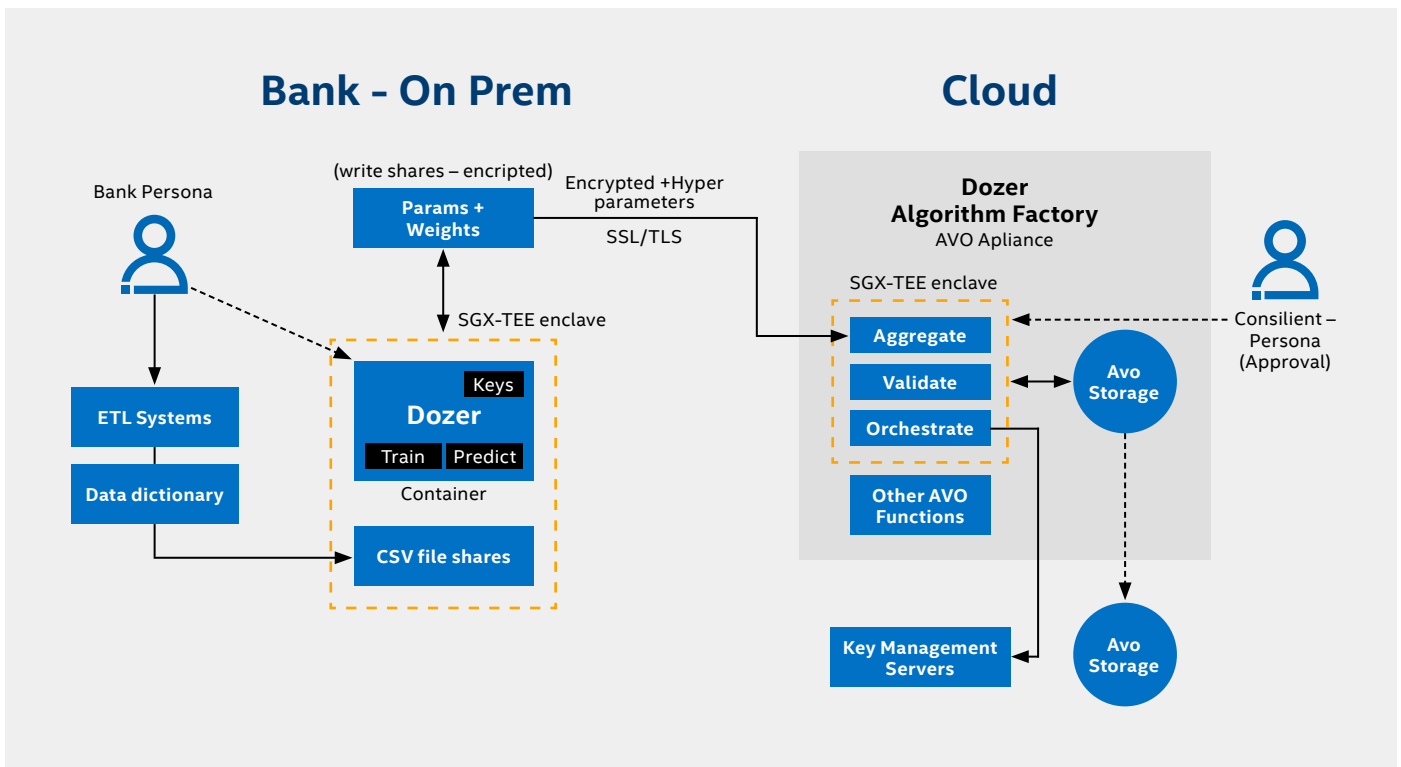 Bank - On Prem
Cloud
Bank Persona
(write shares – encripted)
Params +
Weights
Encrypted +Hyper
parameters
SSL/TLS
SGX-TEE enclave
Keys
Dozer
Train
Predict
Container
CSV file shares
ETL Systems
Data dictionary
Dozer
Algorithm Factory
AVO Apliance
SGX-TEE enclave
Aggregate
Validate
Orchestrate
Other AVO
Functions
Avo
Storage
Consilient –
Persona
(Approval)
Key Management
Servers
Avo
Storage